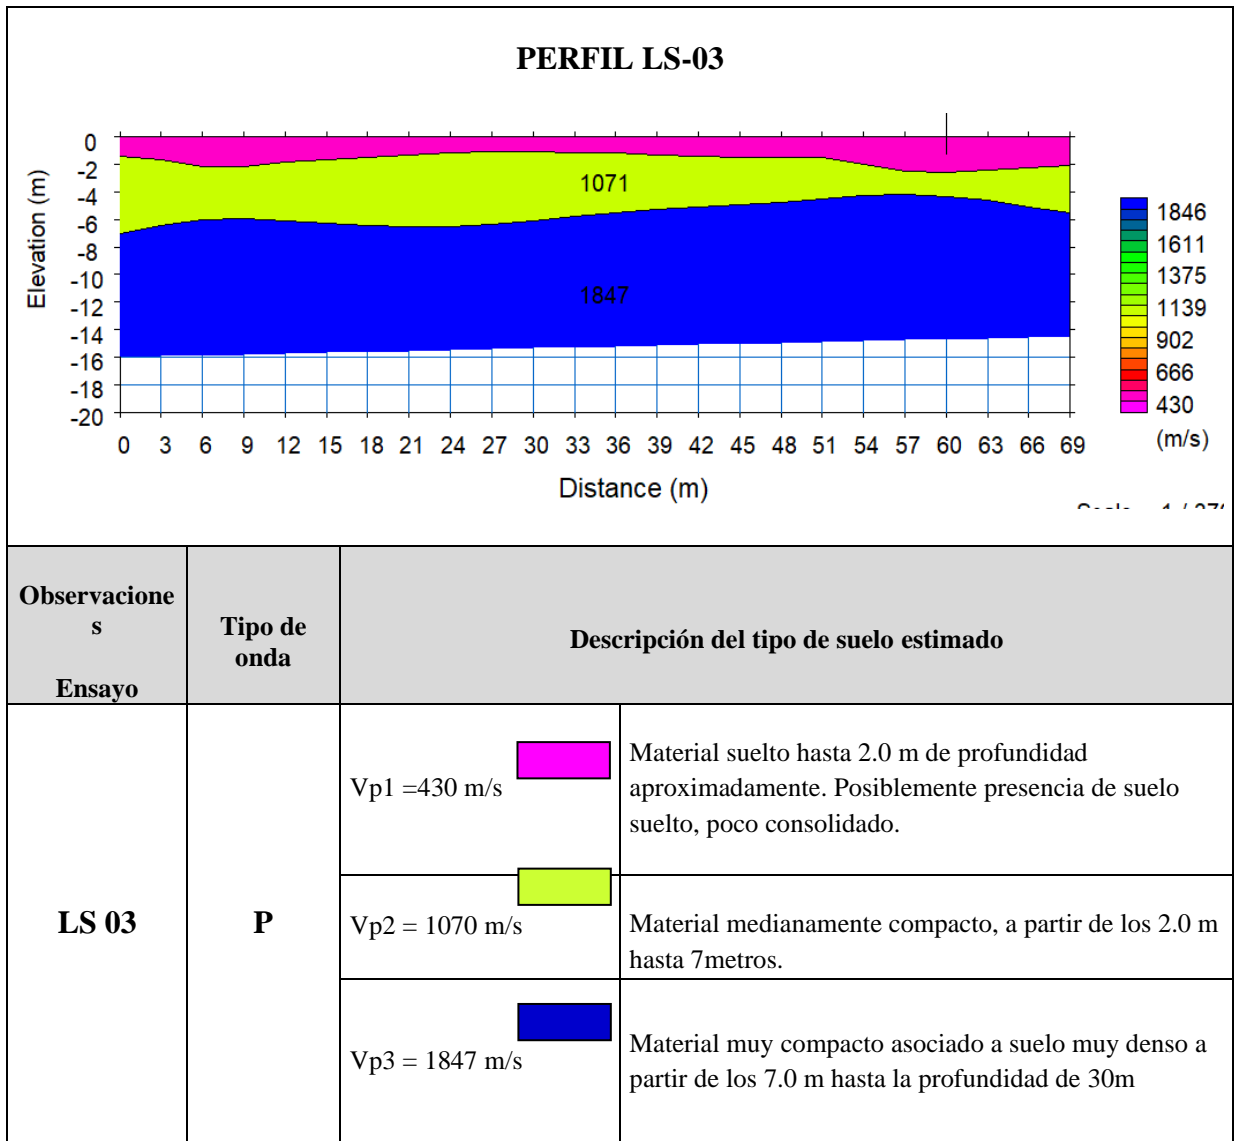 PERFIL LS-03
0
-2
-4
-6
-8
-10
-12
-14
-16
-18
-20
Elevation (m)
1071
1847
0 3 6 9 12 15 18 21 24 27 30 33 36 39 42 45 48 51 54 57 60 63 66 69
Distance (m)
1846
1611
1375
1139
902
666
430
(m/s)
Observacione
s
Ensayo
Tipo de
onda
Descripción del tipo de suelo estimado
LS 03
P
Vp1 =430 m/s
Material suelto hasta 2.0 m de profundidad
aproximadamente. Posiblemente presencia de suelo
suelto, poco consolidado.
Vp2 = 1070 m/s
Material medianamente compacto, a partir de los 2.0 m
hasta 7metros.
Vp3 = 1847 m/s
Material muy compacto asociado a suelo muy denso a
partir de los 7.0 m hasta la profundidad de 30m